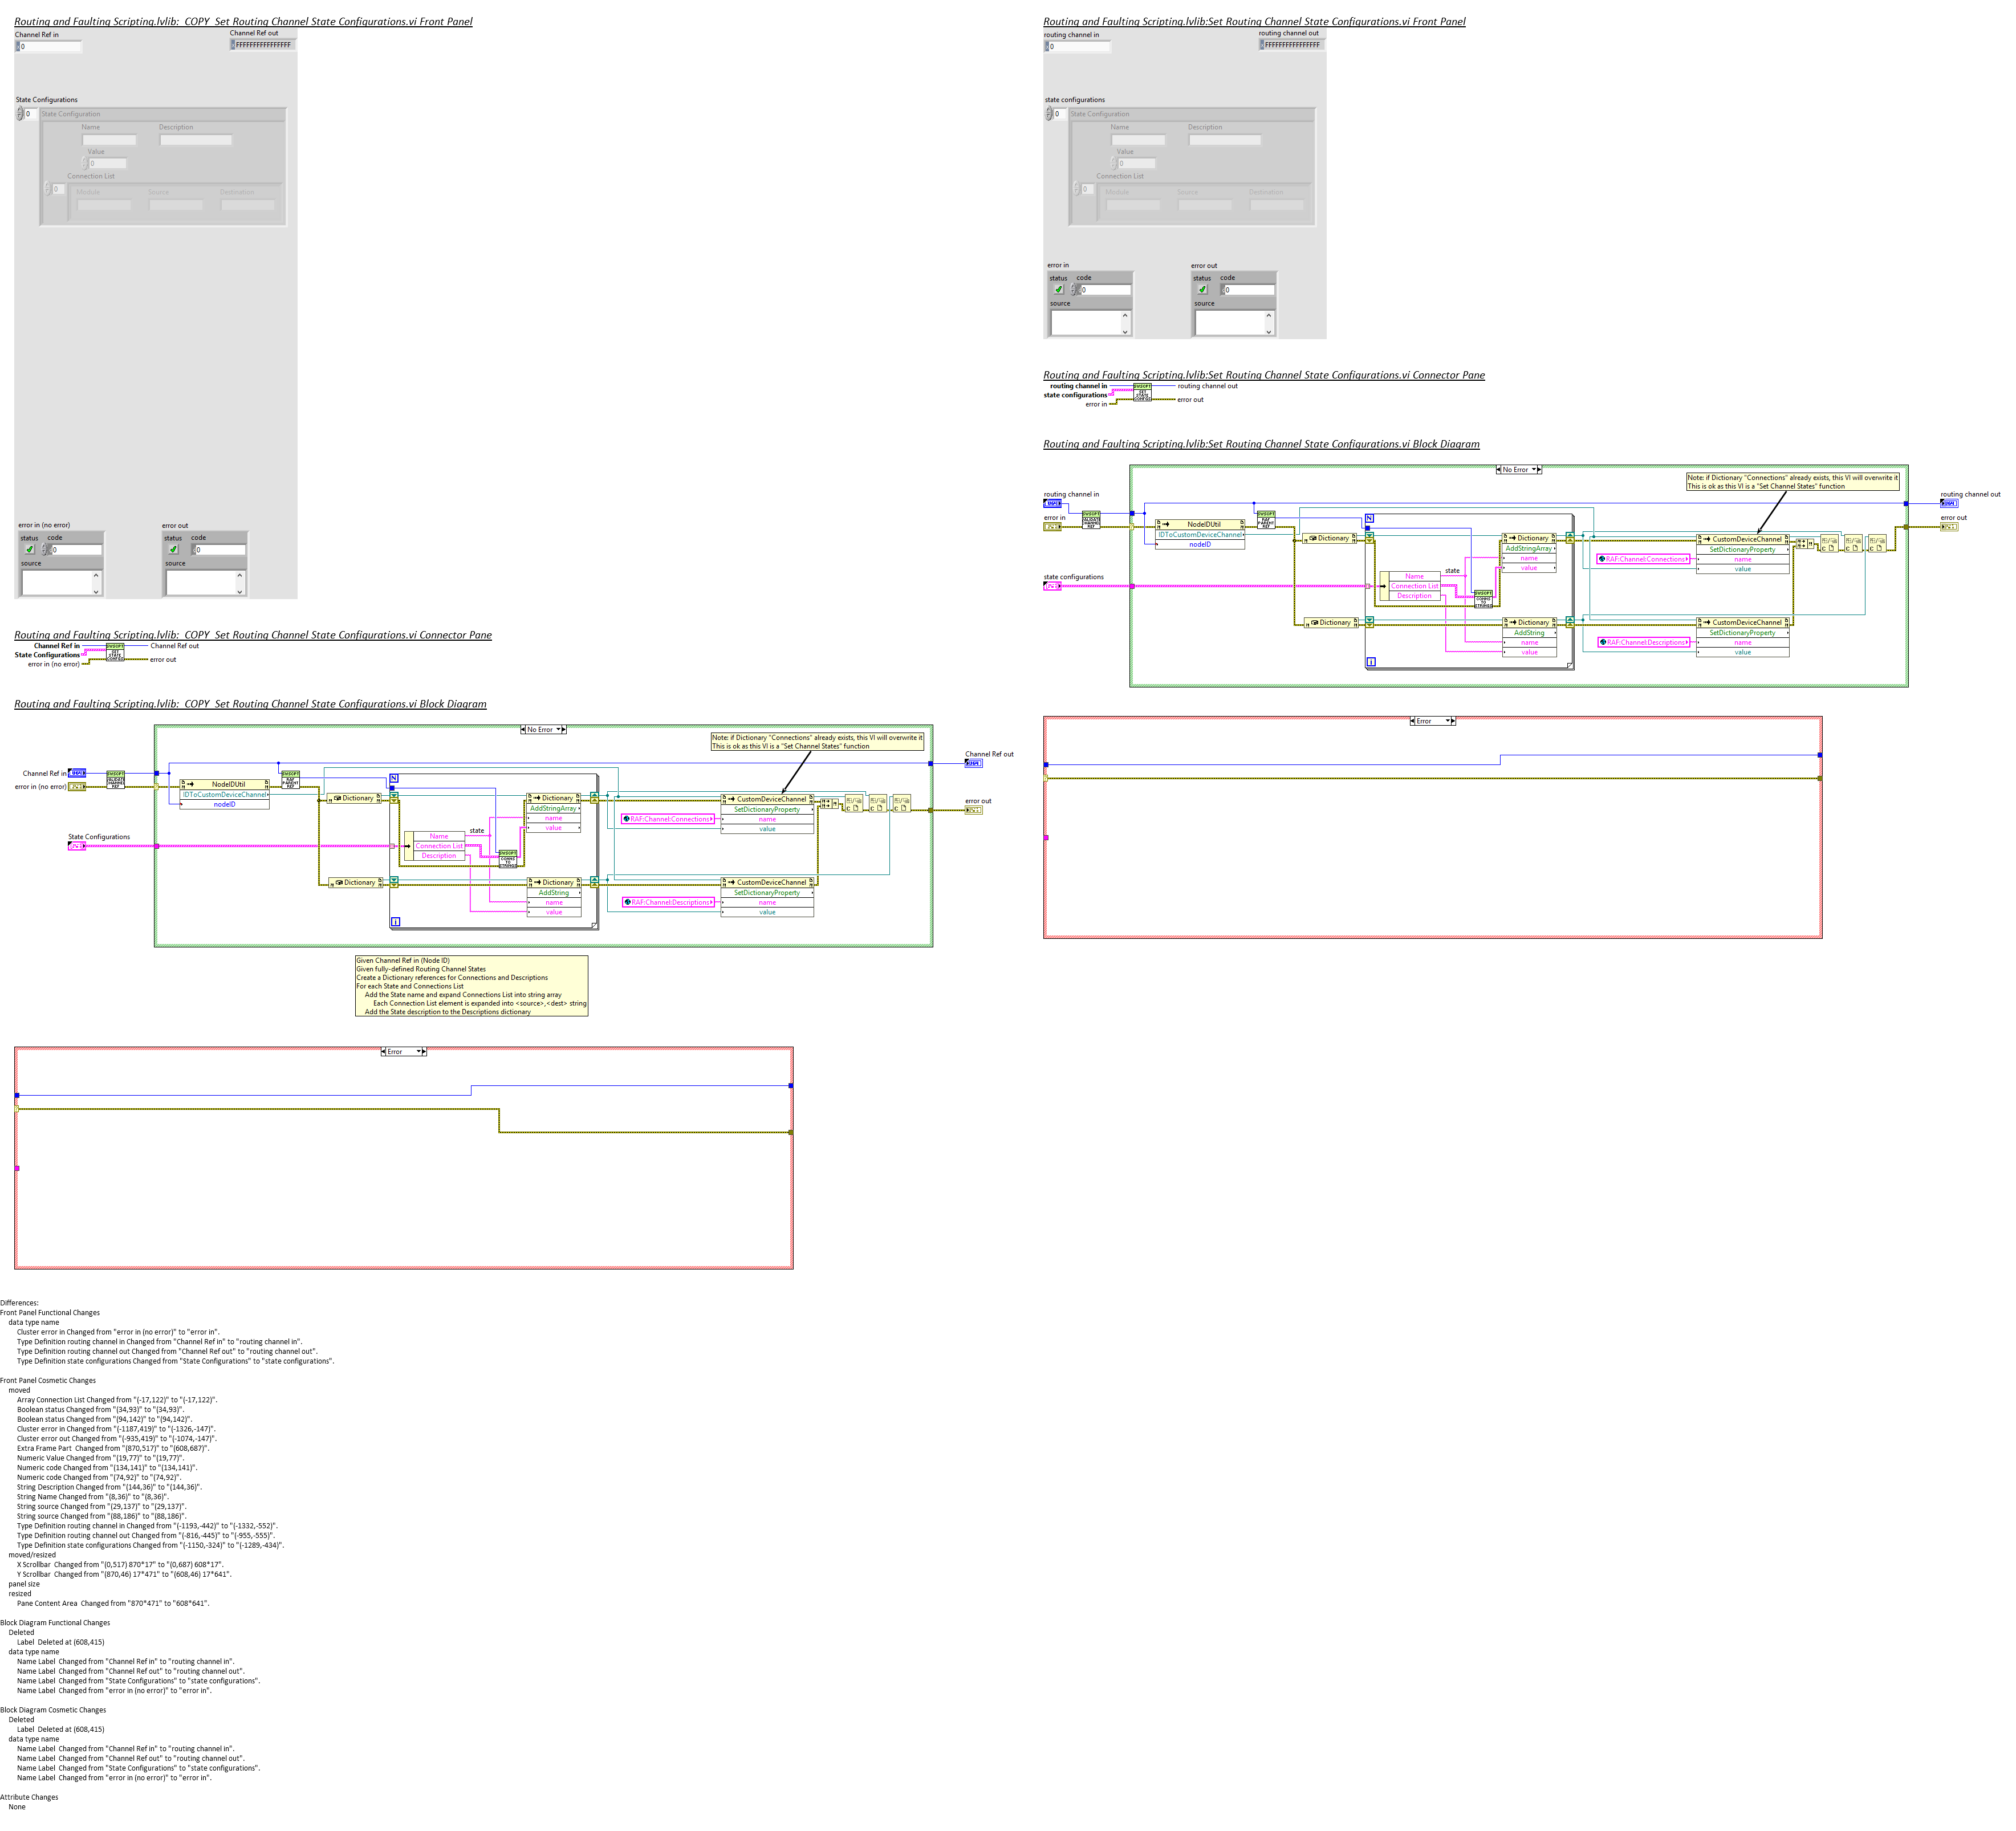 Routing and Faulting Scripting.lvlib:_COPY_Set Routing Channel State Configurations.vi Front Panel
Channel Ref in
0
Channel Ref out
FFFFFFFFFFFFFFFF
State Configurations
0
State Configuration
Name
Description
Value
0
Connection List
0
Module
Source
Destination
error in (no error)
status
code
0
source
error out
status
code
0
source
Routing and Faulting Scripting.lvlib:_COPY_Set Routing Channel State Configurations.vi Connector Pane
Channel Ref in
State Configurations
error in (no error)
Channel Ref out
error out
Routing and Faulting Scripting.lvlib:_COPY_Set Routing Channel State Configurations.vi Block Diagram
No Error
Note: if Dictionary "Connections" already exists, this VI will overwrite it
This is ok as this VI is a "Set Channel States" function
Channel Ref in
error in (no error)
State Configurations
VALIDATE
CHANNEL
REF
NodeIDUtil
IDToCustomDeviceChannel
nodeID
RAF
PARENT
REF
N
Dictionary
Name
Connection List
Description
state
Dictionary
AddStringArray
name
value
Dictionary
Dictionary
AddString
name
value
i
RAF:Channel:Connections
CustomDeviceChannel
SetDictionaryProperty
name
value
RAF:Channel:Descriptions
CustomDeviceChannel
SetDictionaryProperty
name
value
Channel Ref out
error out
Given Channel Ref in (Node ID)
Given fully-defined Routing Channel States
Create a Dictionary references for Connections and Descriptions
For each State and Connections List
Add the State name and expand Connections List into string array
Each Connection List element is expanded into <source>,<dest> string
Add the State description to the Descriptions dictionary
Error
Routing and Faulting Scripting.lvlib:Set Routing Channel State Configurations.vi Front Panel
routing channel in
0
routing channel out
FFFFFFFFFFFFFFFF
state configurations
0
State Configuration
Name
Description
Value
0
Connection List
0
Module
Source
Destination
error in
status
code
0
source
error out
status
code
0
source
Routing and Faulting Scripting.lvlib:Set Routing Channel State Configurations.vi Connector Pane
routing channel in
state configurations
error in
routing channel out
error out
Routing and Faulting Scripting.lvlib:Set Routing Channel State Configurations.vi Block Diagram
No Error
Note: if Dictionary "Connections" already exists, this VI will overwrite it
This is ok as this VI is a "Set Channel States" function
routing channel in
error in
state configurations
VALIDATE
CHANNEL
REF
NodeIDUtil
IDToCustomDeviceChannel
nodeID
RAF
PARENT
REF
N
Dictionary
Name
Connection List
Description
state
Dictionary
AddStringArray
name
value
Dictionary
Dictionary
AddString
name
value
i
RAF:Channel:Connections
CustomDeviceChannel
SetDictionaryProperty
name
value
RAF:Channel:Descriptions
CustomDeviceChannel
SetDictionaryProperty
name
value
routing channel out
error out
Error
Differences:
Front Panel Functional Changes
data type name
Cluster error in Changed from "error in (no error)" to "error in".
Type Definition routing channel in Changed from "Channel Ref in" to "routing channel in".
Type Definition routing channel out Changed from "Channel Ref out" to "routing channel out".
Type Definition state configurations Changed from "State Configurations" to "state configurations".
Front Panel Cosmetic Changes
moved
Array Connection List Changed from "(-17,122)" to "(-17,122)".
Boolean status Changed from "(34,93)" to "(34,93)".
Boolean status Changed from "(94,142)" to "(94,142)".
Cluster error in Changed from "(-1187,419)" to "(-1326,-147)".
Cluster error out Changed from "(-935,419)" to "(-1074,-147)".
Extra Frame Part  Changed from "(870,517)" to "(608,687)".
Numeric Value Changed from "(19,77)" to "(19,77)".
Numeric code Changed from "(134,141)" to "(134,141)".
Numeric code Changed from "(74,92)" to "(74,92)".
String Description Changed from "(144,36)" to "(144,36)".
String Name Changed from "(8,36)" to "(8,36)".
String source Changed from "(29,137)" to "(29,137)".
String source Changed from "(88,186)" to "(88,186)".
Type Definition routing channel in Changed from "(-1193,-442)" to "(-1332,-552)".
Type Definition routing channel out Changed from "(-816,-445)" to "(-955,-555)".
Type Definition state configurations Changed from "(-1150,-324)" to "(-1289,-434)".
moved/resized
X Scrollbar  Changed from "(0,517) 870*17" to "(0,687) 608*17".
Y Scrollbar  Changed from "(870,46) 17*471" to "(608,46) 17*641".
panel size
resized
Pane Content Area  Changed from "870*471" to "608*641".
Block Diagram Functional Changes
Deleted
Label  Deleted at (608,415)
data type name
Name Label  Changed from "Channel Ref in" to "routing channel in".
Name Label  Changed from "Channel Ref out" to "routing channel out".
Name Label  Changed from "State Configurations" to "state configurations".
Name Label  Changed from "error in (no error)" to "error in".
Block Diagram Cosmetic Changes
Deleted
Label  Deleted at (608,415)
data type name
Name Label  Changed from "Channel Ref in" to "routing channel in".
Name Label  Changed from "Channel Ref out" to "routing channel out".
Name Label  Changed from "State Configurations" to "state configurations".
Name Label  Changed from "error in (no error)" to "error in".
Attribute Changes
None